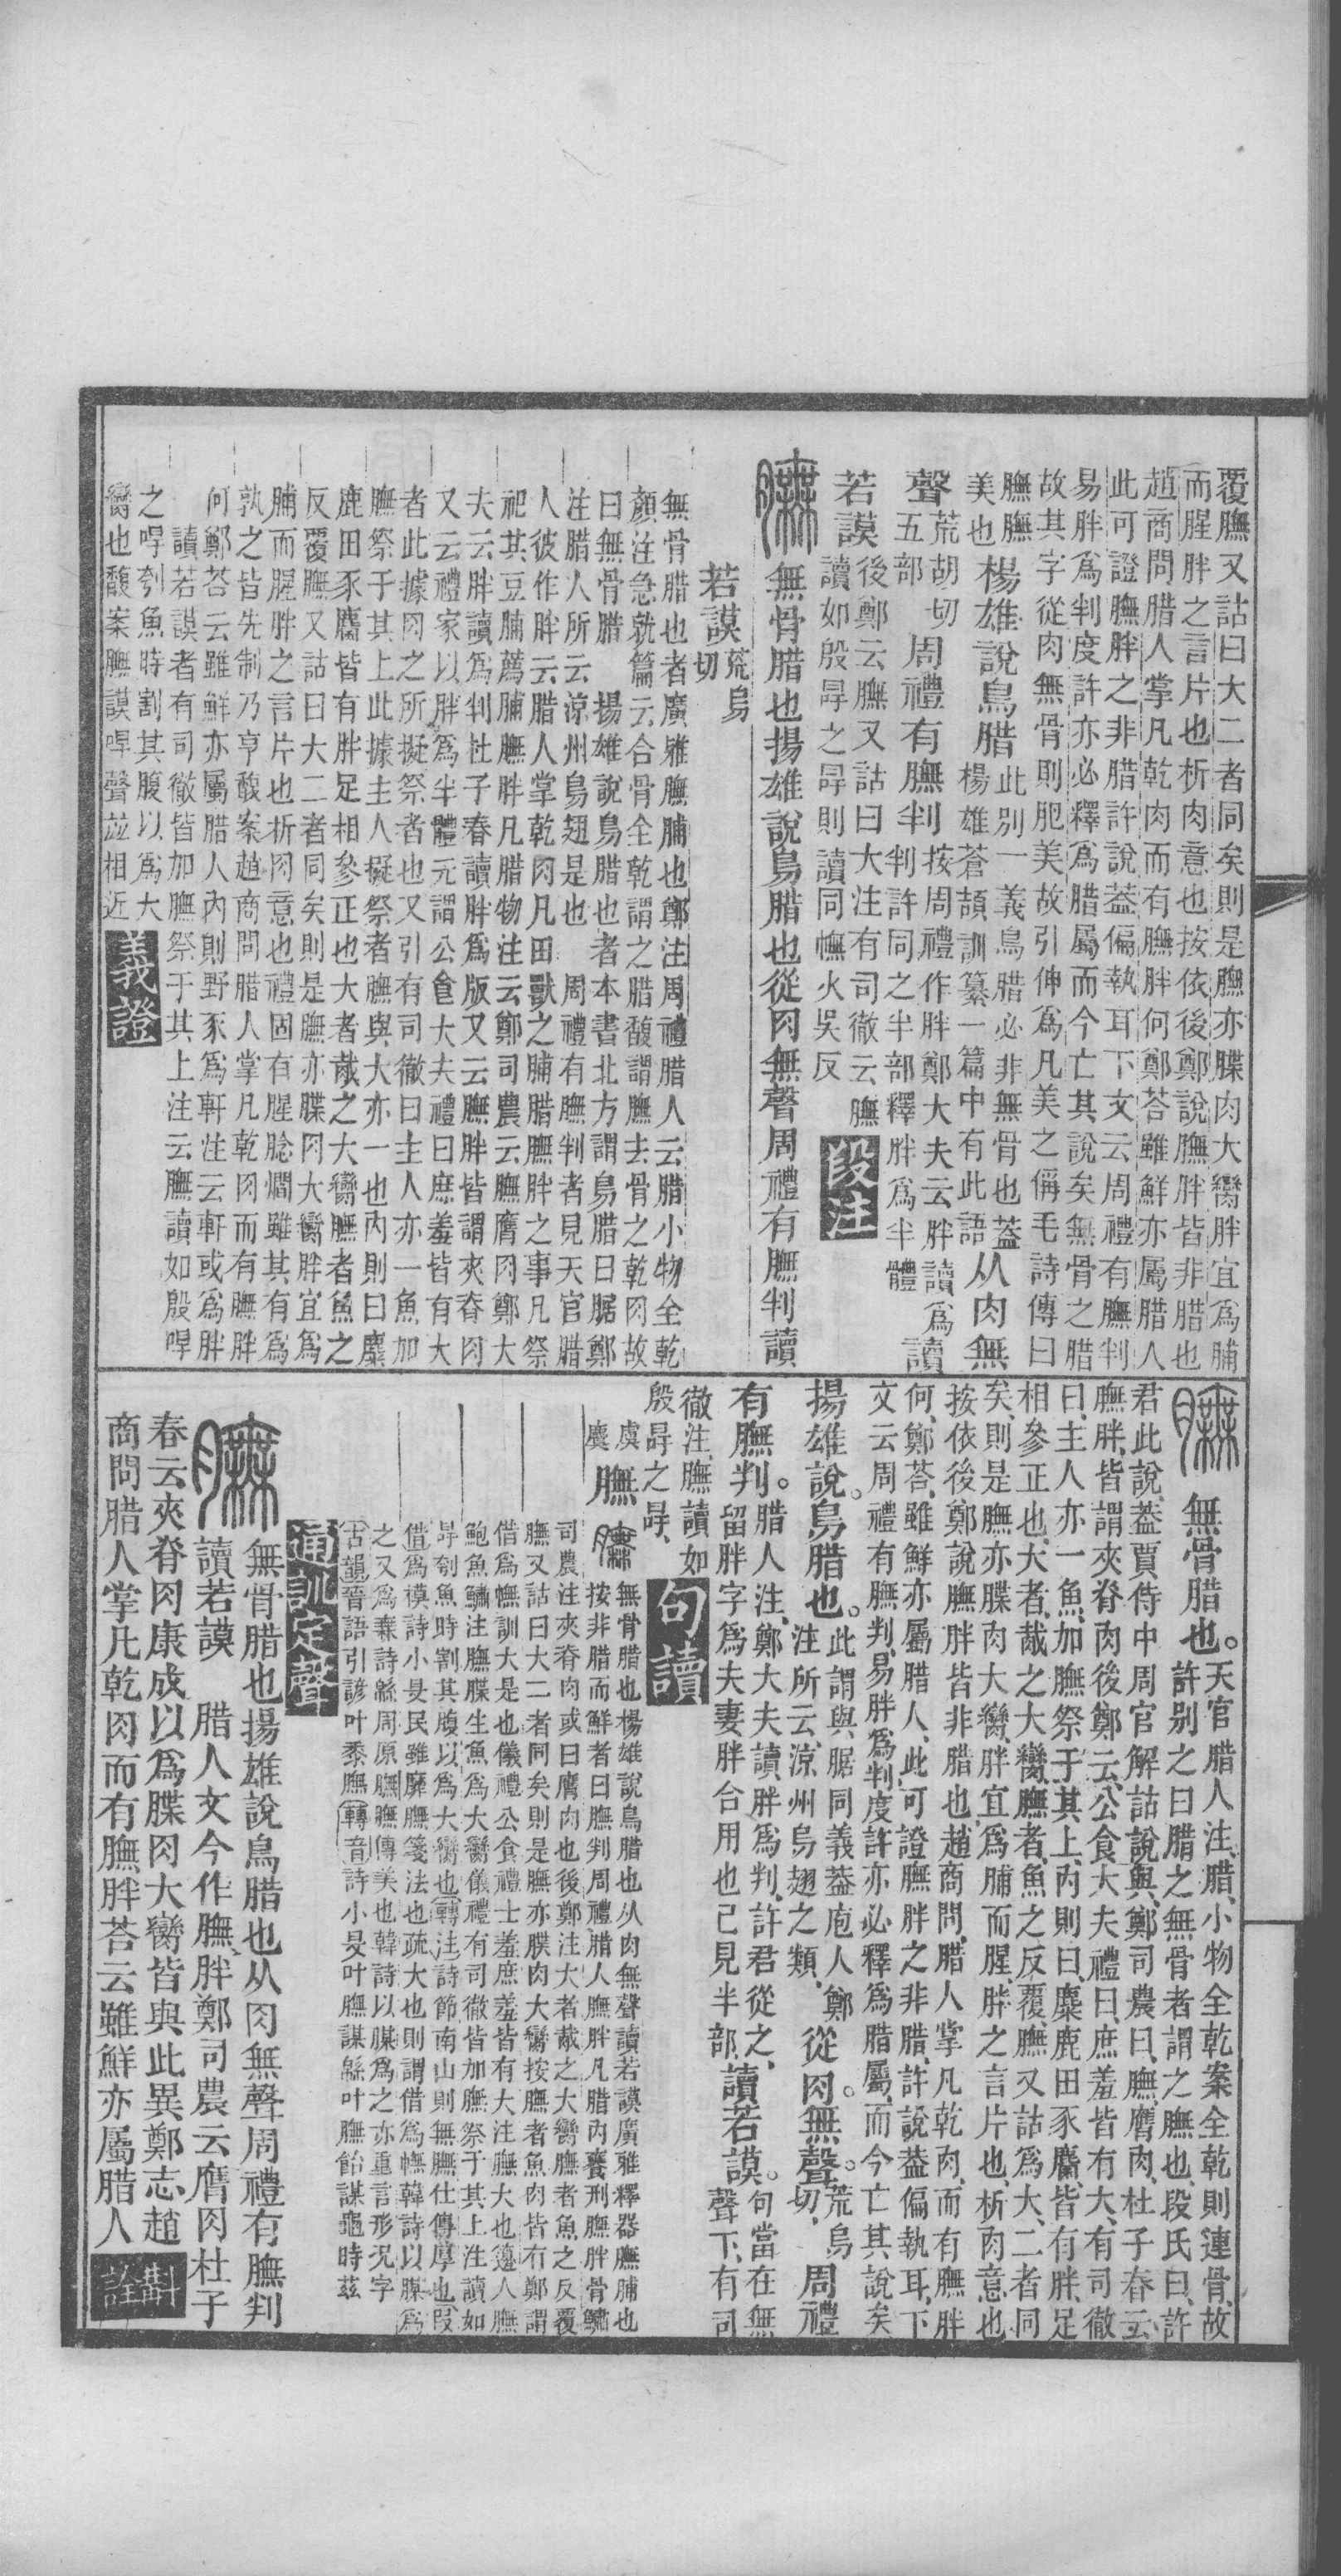 覆膴又詁曰大二者同矣則是膴亦牒肉大臠胖宜爲脯
而腥胖之言片也析肉意也按依後鄭說膴胖皆非腊也
趙商問腊人掌凡乾肉而有膴胖何鄭荅雖鮮亦屬腊人
此可證膴胖之非腊許說葢偏執耳下文云周禮有膴判
易胖爲判度許亦必釋爲腊屬而今亡其說矣無骨之腊
故其字從肉無骨則肥美故引伸爲凡美之偁毛詩傳曰
膴膴
美也
楊雄說鳥腊
此別一義鳥腊必非無骨也葢
楊雄蒼頡訓纂一篇中有此語
从肉無
聲
荒胡切
五部
周禮有膴判
按周禮作胖鄭大夫云胖讀爲
判許同之半部釋胖爲半體
讀
若謨
後鄭云膴又詁曰大注有司徹云膴
讀如殷冔之冔則讀同幠火吳反
段注
無骨腊也揚雄說鳥腊也從肉無聲周禮有膴判讀
若謨
荒烏
切
無骨腊也者廣雅膴脯也鄭注周禮腊人云腊小物全乾
顏注急就篇云合骨全乾謂之腊馥謂膴去骨之乾肉故
曰無骨腊　揚雄說鳥腊也者本書北方謂鳥腊曰腒鄭
注腊人所云涼州烏翅是也　周禮有膴判者見天官腊
人彼作胖云腊人掌乾肉凡田獸之脯腊膴胖之事凡祭
祀其豆脯薦脯膴胖凡腊物注云鄭司農云膴膺肉鄭大
夫云胖讀爲判杜子春讀胖爲版又云膴胖皆謂夾脊肉
又云禮家以胖爲半體元謂公食大夫禮曰庶羞皆有大
者此據肉之所擬祭者也又引有司徹曰主人亦一魚加
膴祭于其上此據主人擬祭者膴與大亦一也內則曰麋
鹿田豕麕皆有胖足相參正也大者胾之大臠膴者魚之
反覆膴又詁曰大二者同矣則是膴亦牒肉大臠胖宜爲
脯而腥胖之言片也析肉意也禮固有腥腍爓雖其有爲
孰之皆先制乃亨馥案趙商問腊人掌凡乾肉而有膴胖
何鄭荅云雖鮮亦屬腊人內則野豕爲軒注云軒或爲胖
　讀若謨者有司徹皆加膴祭于其上注云膴讀如殷冔
之冔刳魚時割其腹以爲大
臠也馥案膴謨冔聲竝相近
義證
無骨腊也。
天官腊人注、腊、小物全乾案全乾則連骨、故
許別之曰腊之無骨者謂之膴也、段氏曰、許
君此說、葢賈侍中周官解詁說與、鄭司農曰、膴、膺肉、杜子春云、
膴胖、皆謂夾脊肉、後鄭云、公食大夫禮曰、庶羞皆有大、有司徹
曰、主人亦一魚、加膴祭于其上、內則曰、麋鹿田豕麕、皆有胖、足
相參正也、大者、胾之大臠、膴者、魚之反覆、膴又詁爲大、二者同
矣、則是膴亦牒肉大臠、胖宜爲脯而腥、胖之言片也、析肉意也
按依後鄭說膴胖皆非腊也、趙商問、腊人掌凡乾肉、而有膴胖
何、鄭荅、雖鮮亦屬腊人、此可證膴胖之非腊、許說葢偏執耳、下
文云周禮有膴判、易胖爲判、度許亦必釋爲腊屬、而今亡其說矣
揚雄說。鳥腊也。
此謂與腒同義葢庖人鄭
注所云、涼州烏翅之類、
從肉。無聲。
荒烏
切、
周禮
有膴判。
腊人注、鄭大夫讀胖爲判、許君從之、
留胖字爲夫妻胖合用也已見半部、
讀若謨。
句當在無
聲下、有司
徹注、膴讀如
殷冔之冔、
句讀
膴
無骨腊也楊雄說鳥腊也从肉無聲讀若謨廣雅釋器膴脯也
按非腊而鮮者曰膴判周禮腊人膴胖凡腊內饔刑膴胖骨鱐
司農注夾脊肉或曰膺肉也後鄭注大者胾之大臠膴者魚之反覆
膴又詁曰大二者同矣則是膴亦牒肉大臠按膴者魚肉皆有鄭謂
借爲幠訓大是也儀禮公食禮士羞庶羞皆有大注膴大也籩人膴
鮑魚鱐注膴牒生魚爲大臠儀禮有司徹皆加膴祭于其上注讀如
冔刳魚時割其腹以爲大臠也轉注詩節南山則無膴仕傳厚也叚
借爲模詩小旻民雖靡膴箋法也疏大也則謂借爲幠韓詩以腜爲
之又爲霖詩緜周原膴膴傳美也韓詩以腜爲之亦重言形況字
古韻晉語引諺叶黍膴轉音詩小旻叶膴謀緜叶膴飴謀龜時茲
通訓定聲
無骨腊也揚雄說鳥腊也从肉無聲周禮有膴判
讀若謨　腊人文今作膴胖鄭司農云膺肉杜子
春云夾脊肉康成以爲牒肉大臠皆與此異鄭志趙
商問腊人掌凡乾肉而有膴胖荅云雖鮮亦屬腊人
斠詮